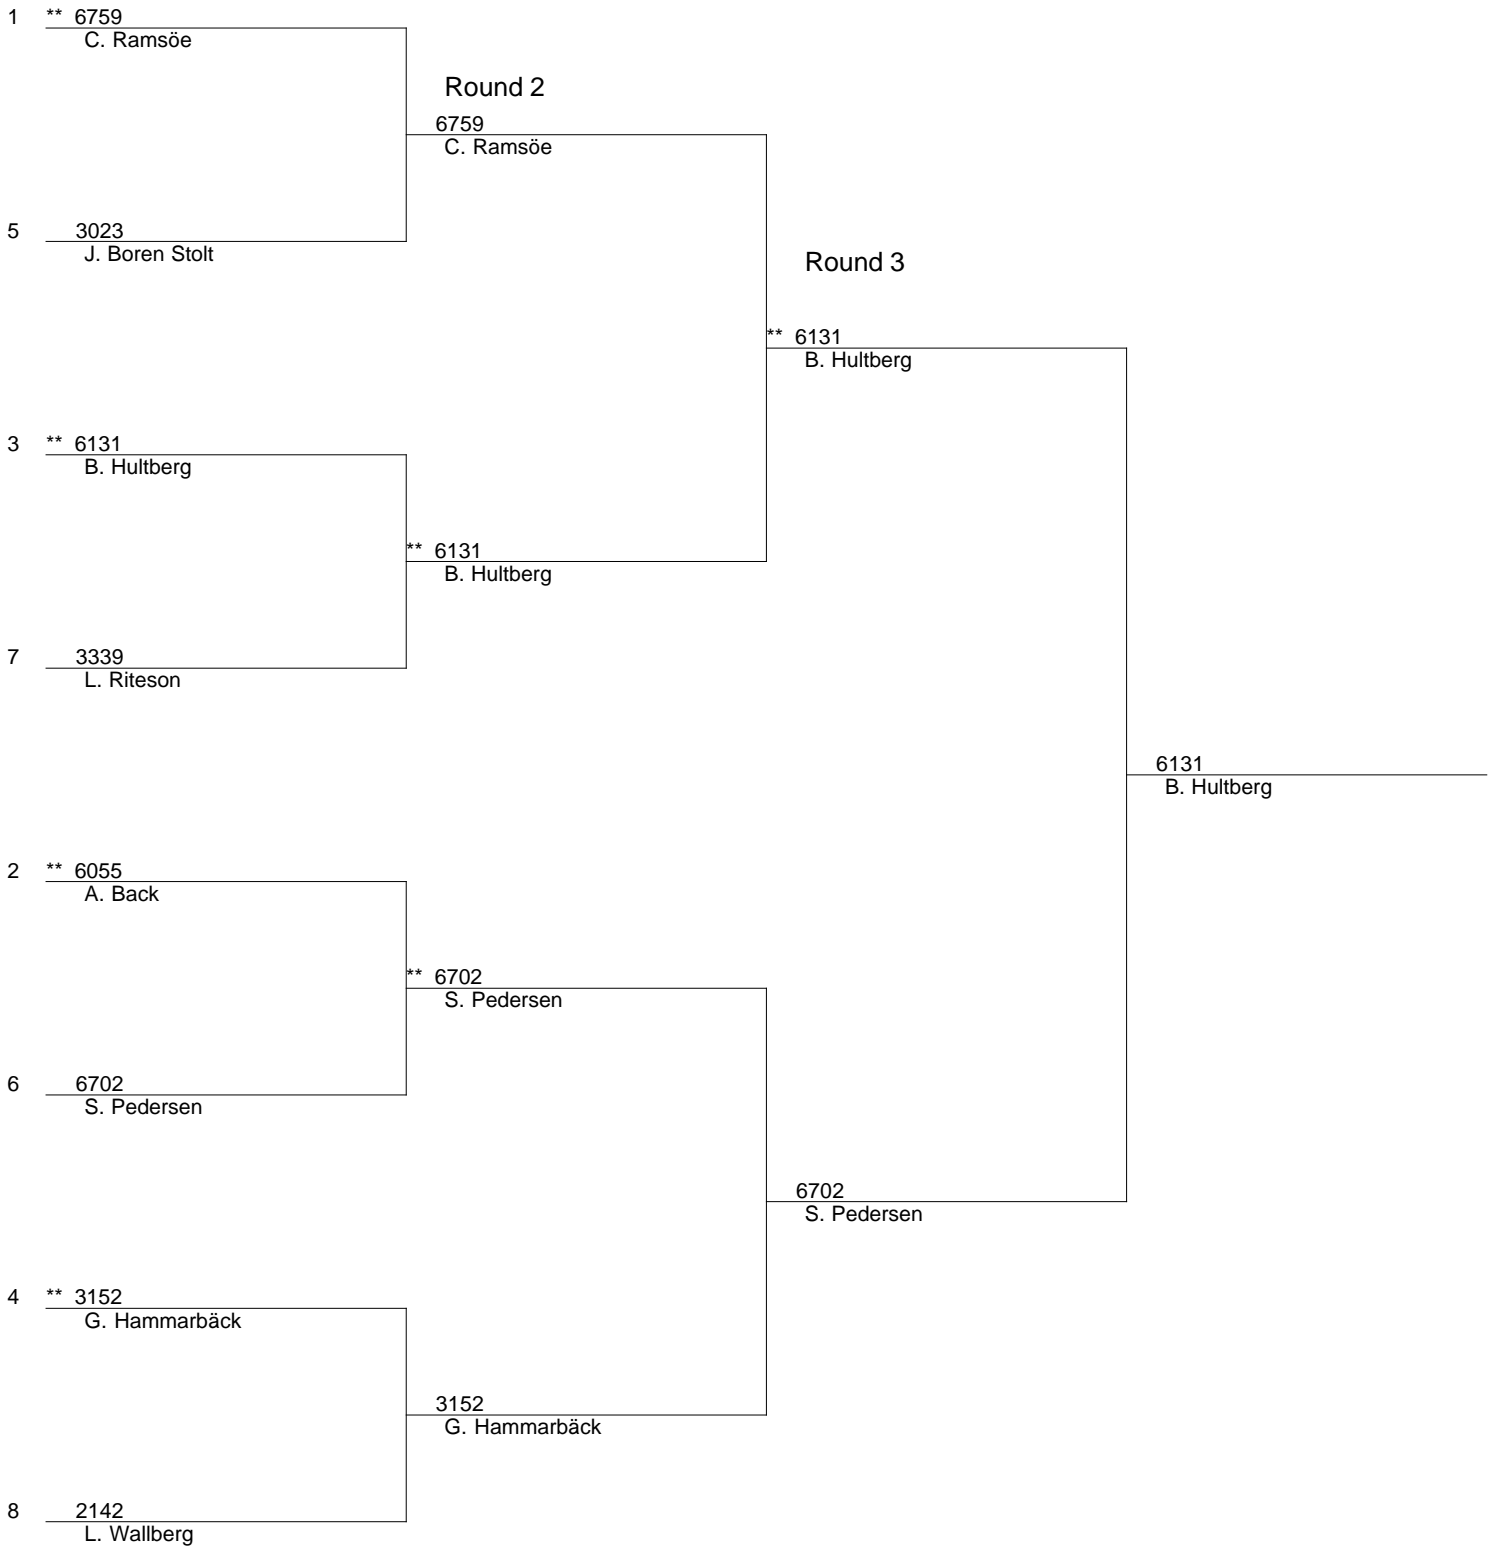 1 ** 6759
C. Ramsöe
Round 2
6759
C. Ramsöe
5 3023
J. Boren Stolt
Round 3
** 6131
B. Hultberg
3 ** 6131
B. Hultberg
** 6131
B. Hultberg
7 3339
L. Riteson
6131
B. Hultberg
2 ** 6055
A. Back
** 6702
S. Pedersen
6 6702
S. Pedersen
6702
S. Pedersen
4 ** 3152
G. Hammarbäck
3152
G. Hammarbäck
8 2142
L. Wallberg